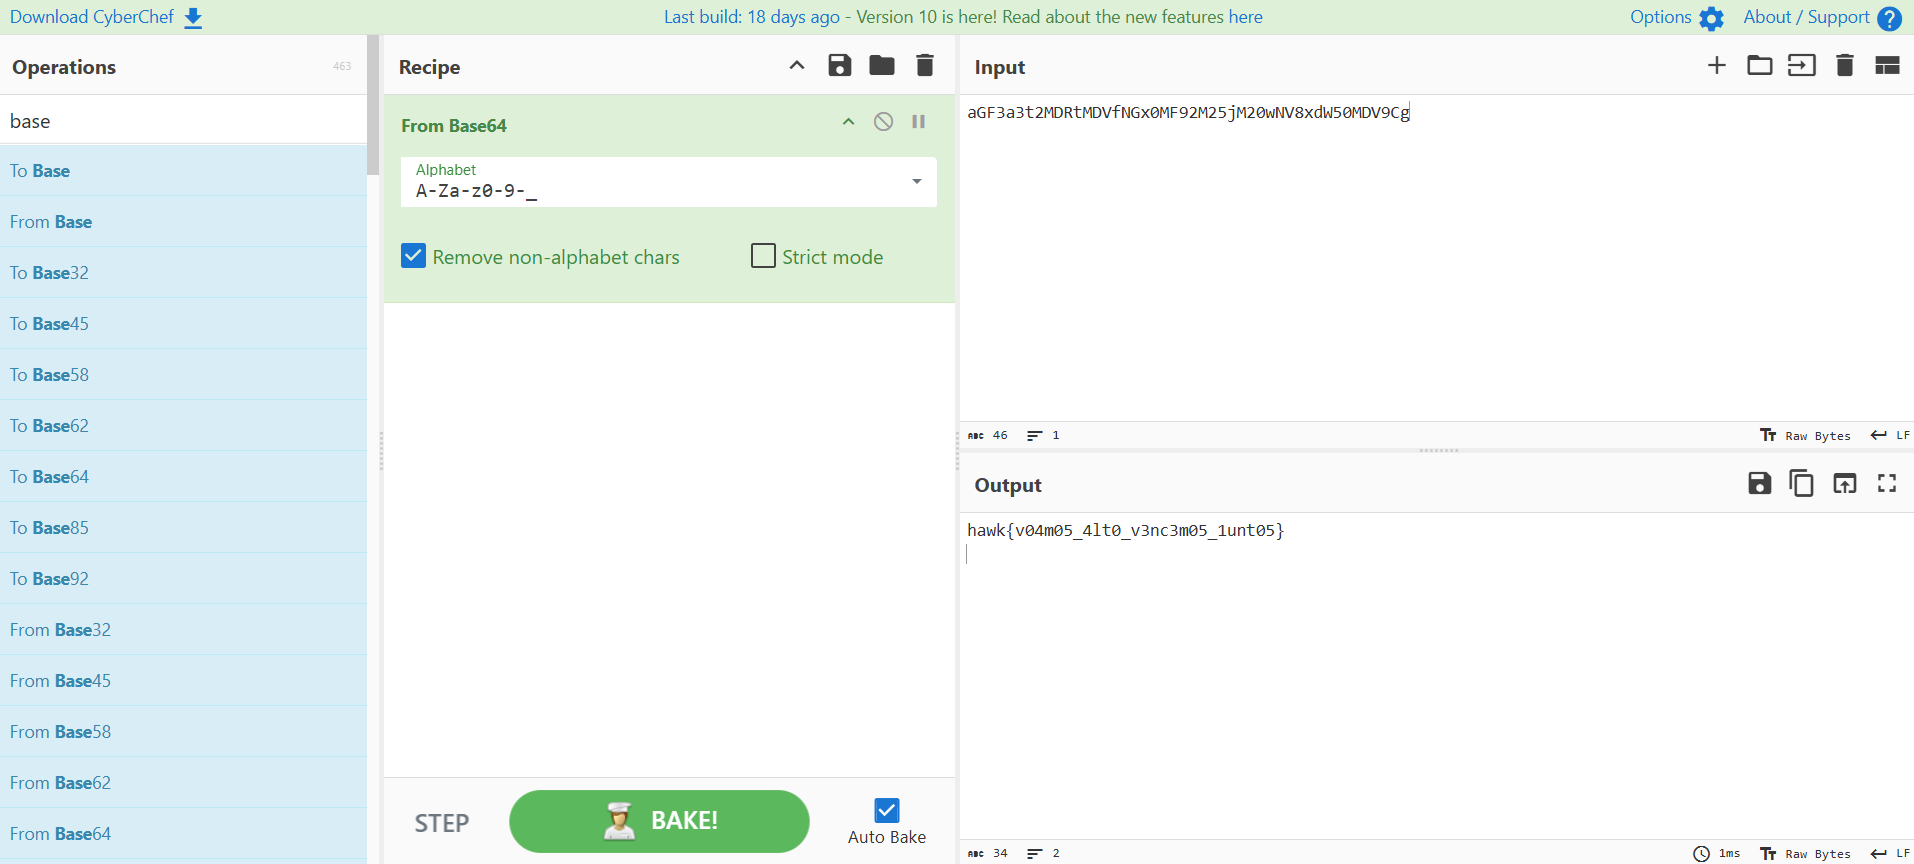 Download CyberChef
Last build: 18 days ago - Version 10 is here! Read about the new features here
Options
About / Support
Operations
463
base
To Base
From Base
To Base32
To Base45
To Base58
To Base62
To Base64
To Base85
To Base92
From Base32
From Base45
From Base58
From Base62
From Base64
Recipe
From Base64
Alphabet
A-Za-z0-9-_
Remove non-alphabet chars
Strict mode
STEP
BAKE!
Auto Bake
Input
aGF3a3t2MDRtMDVfNGx0MF92M25jM20wNV8xdW50MDV9Cg
ABC 46
1
Tт Raw Bytes
LF
Output
hawk{v04m05_4lt0_v3nc3m05_1unt05}
ABC 34
2
1ms
Tт Raw Bytes
LF